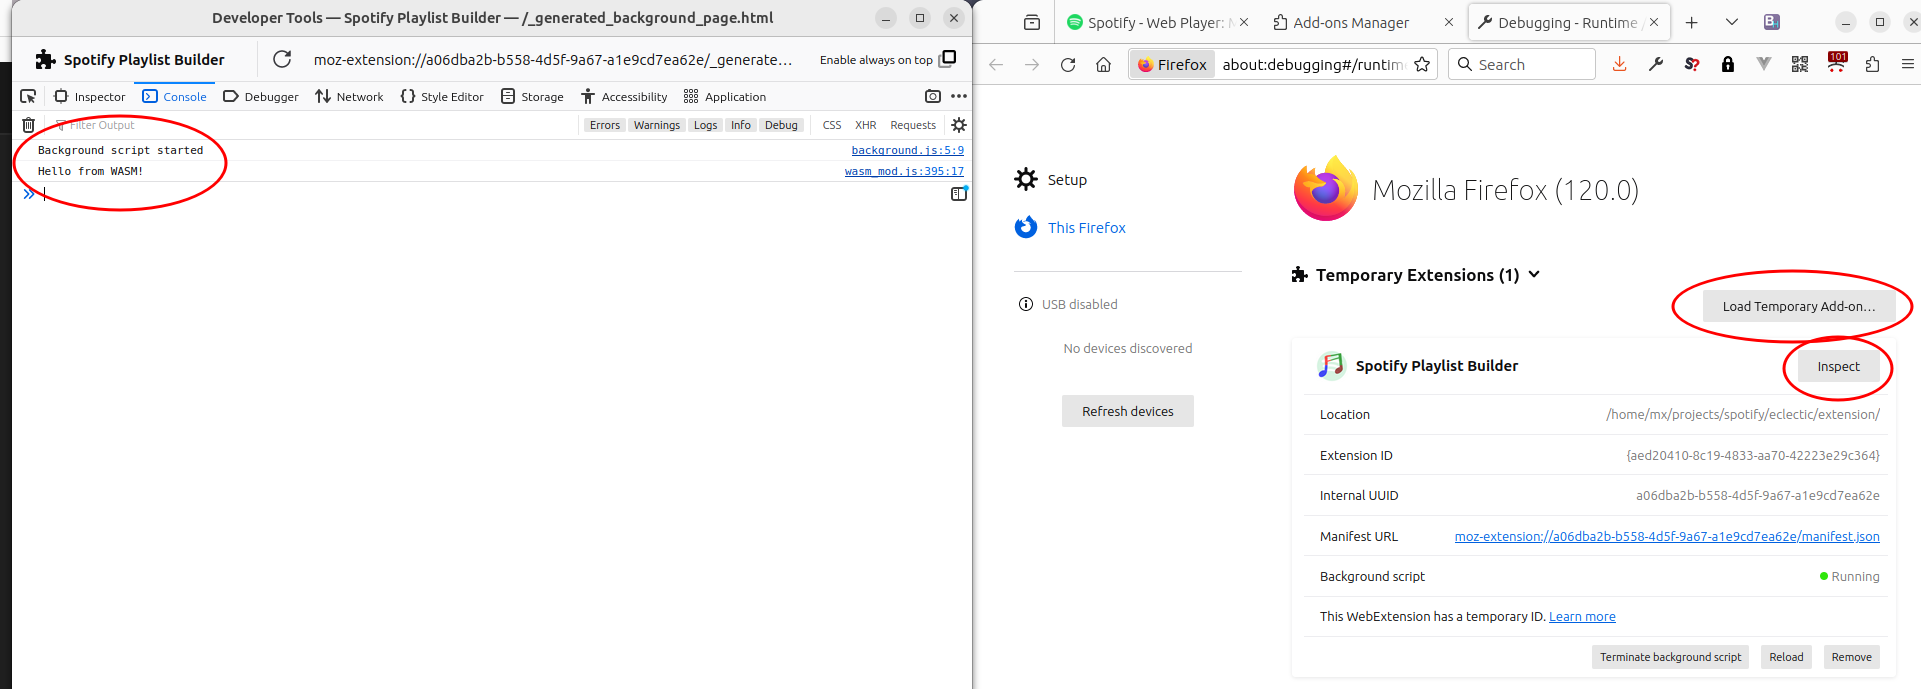 Developer Tools — Spotify Playlist Builder — /_generated_background_page.html
Spotify Playlist Builder
moz-extension://a06dba2b-b558-4d5f-9a67-a1e9cd7ea62e/_generate...
Enable always on top
Inspector Console Debugger Network Style Editor Storage Accessibility Application
Filter Output
Errors Warnings Logs Info Debug CSS XHR Requests
Background script started background.js:5:9
Hello from WASM! wasm_mod.js:395:17
Spotify - Web Player: Add-ons Manager Debugging - Runtime
Firefox about:debugging#/runtime Search
101
Setup
This Firefox
USB disabled
No devices discovered
Refresh devices
Mozilla Firefox (120.0)
Temporary Extensions (1)
Load Temporary Add-on...
Spotify Playlist Builder Inspect
Location /home/mx/projects/spotify/eclectic/extension/
Extension ID {aed20410-8c19-4833-aa70-42223e29c364}
Internal UUID a06dba2b-b558-4d5f-9a67-a1e9cd7ea62e
Manifest URL moz-extension://a06dba2b-b558-4d5f-9a67-a1e9cd7ea62e/manifest.json
Background script Running
This WebExtension has a temporary ID. Learn more
Terminate background script Reload Remove